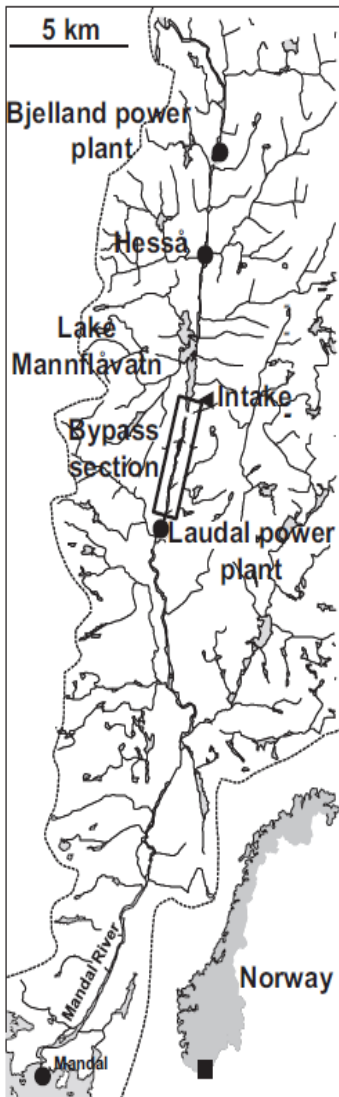 5 km
Bjelland power
plant
Hesså
Lake
Mannflåvatn
Intake
Bypass
section
Laudal power
plant
Mandal River
Norway
Mandal